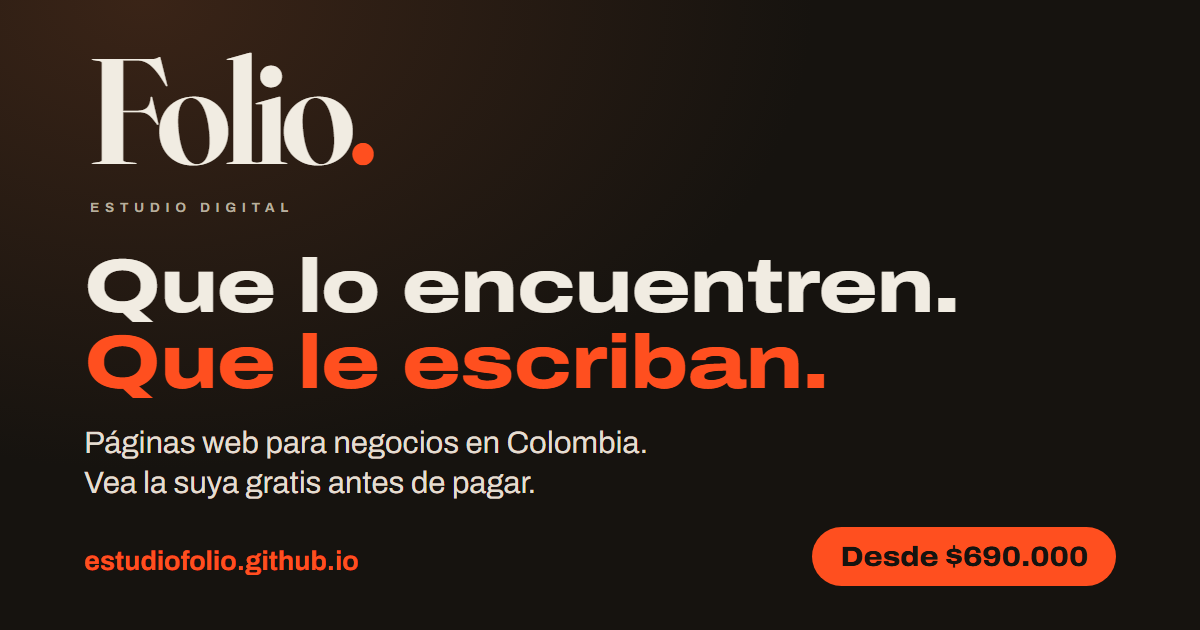 Folio.
ESTUDIO DIGITAL
Que lo encuentren.
Que le escriban.
Páginas web para negocios en Colombia.
Vea la suya gratis antes de pagar.
estudiofolio.github.io
Desde $690.000